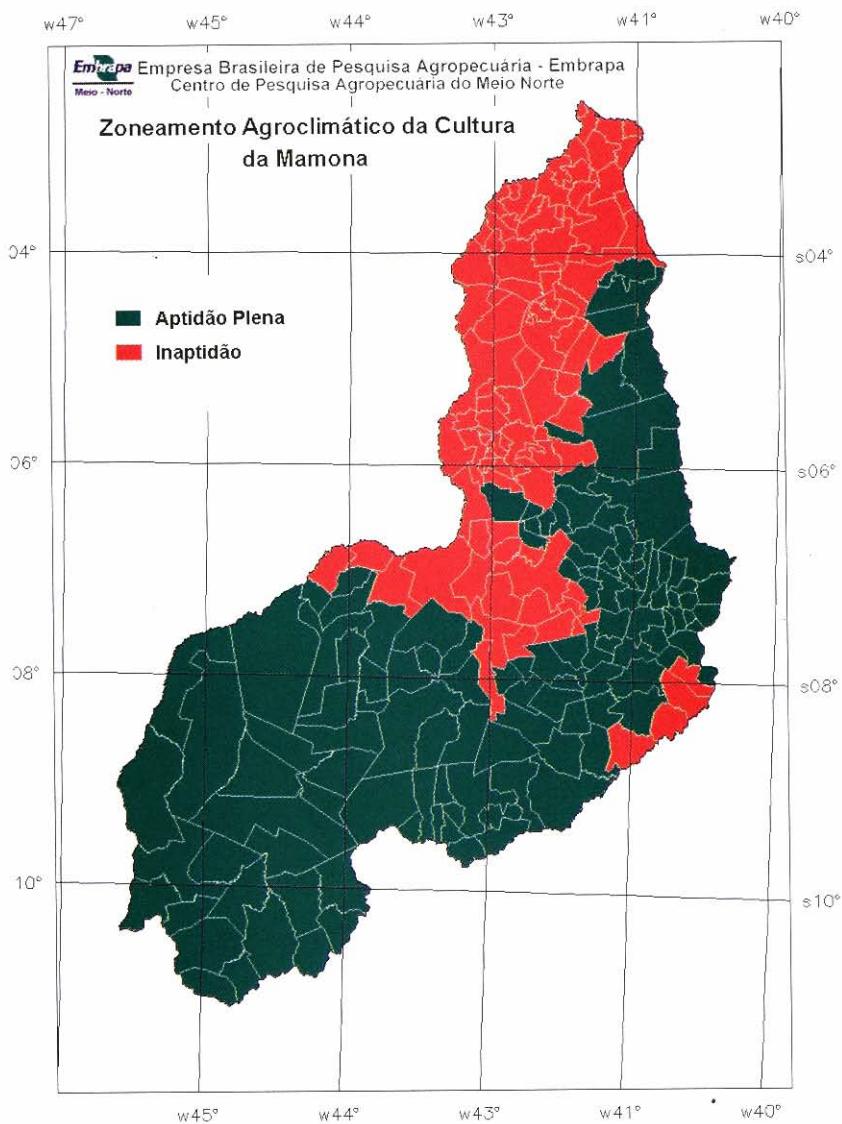 w47° w45° w44° w43° w41° w40°
Embrapa
Meio - Norte
Empresa Brasileira de Pesquisa Agropecuária - Embrapa
Centro de Pesquisa Agropecuária do Meio Norte
Zoneamento Agroclimático da Cultura
da Mamona
04° s04°
Aptidão Plena
Inaptidão
06° s06°
08° s08°
10° s10°
w45° w44° w43° w41° w40°